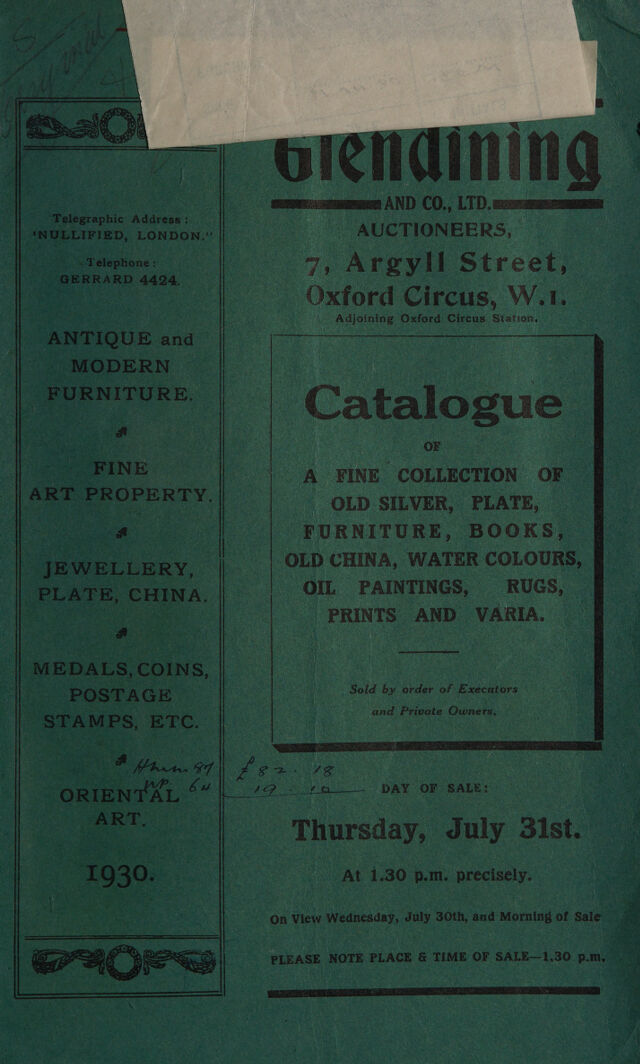 Telegraphic Address:
"NULLIFIED, LONDON."
Telephone:
GERRARD 4424.
ANTIQUE and
MODERN
FURNITURE.
FINE
ART PROPERTY.
JEWELLERY,
PLATE, CHINA.
MEDALS, COINS,
POSTAGE
STAMPS, ETC.
ORIENTAL
ART.
1930.
Glendining
AND CO., LTD.
AUCTIONEERS,
7, Argyll Street,
Oxford Circus, W.1.
Adjoining Oxford Circus Station.
Catalogue
OF
A FINE COLLECTION OF
OLD SILVER, PLATE,
FURNITURE, BOOKS,
OLD CHINA, WATER COLOURS,
OIL PAINTINGS, RUGS,
PRINTS AND VARIA.
Sold by order of Executors
and Private Owners.
£82.18
19.10
DAY OF SALE:
Thursday, July 31st.
At 1.30 p.m. precisely.
On View Wednesday, July 30th, and Morning of Sale
PLEASE NOTE PLACE & TIME OF SALE—1.30 p.m.